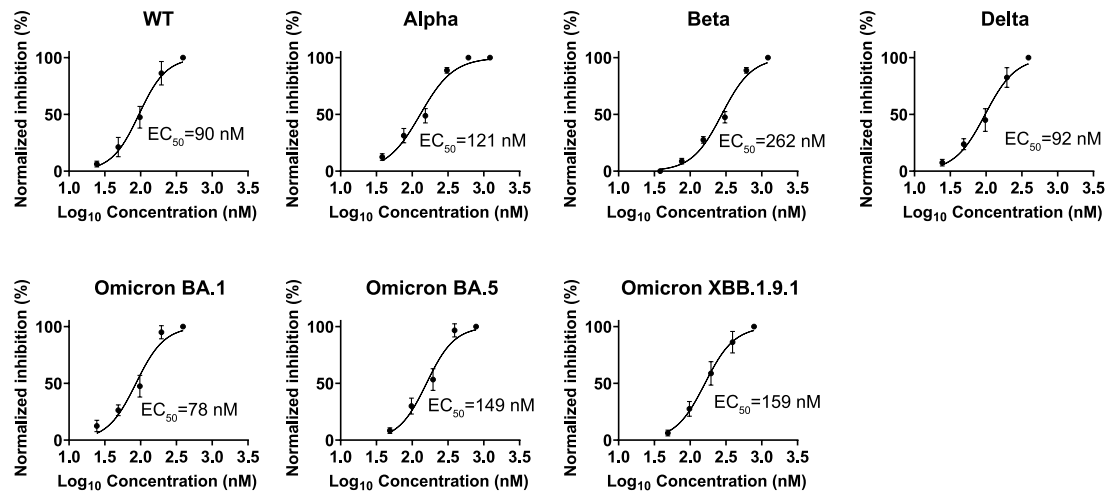 WT
Normalized inhibition (%)
100
50
0
1.0 1.5 2.0 2.5 3.0 3.5
EC50=90 nM
Log10 Concentration (nM)
Alpha
Normalized inhibition (%)
100
50
0
1.0 1.5 2.0 2.5 3.0 3.5
EC50=121 nM
Log10 Concentration (nM)
Beta
Normalized inhibition (%)
100
50
0
1.0 1.5 2.0 2.5 3.0 3.5
EC50=262 nM
Log10 Concentration (nM)
Delta
Normalized inhibition (%)
100
50
0
1.0 1.5 2.0 2.5 3.0 3.5
EC50=92 nM
Log10 Concentration (nM)
Omicron BA.1
Normalized inhibition (%)
100
50
0
1.0 1.5 2.0 2.5 3.0 3.5
EC50=78 nM
Log10 Concentration (nM)
Omicron BA.5
Normalized inhibition (%)
100
50
0
1.0 1.5 2.0 2.5 3.0 3.5
EC50=149 nM
Log10 Concentration (nM)
Omicron XBB.1.9.1
Normalized inhibition (%)
100
50
0
1.0 1.5 2.0 2.5 3.0 3.5
EC50=159 nM
Log10 Concentration (nM)